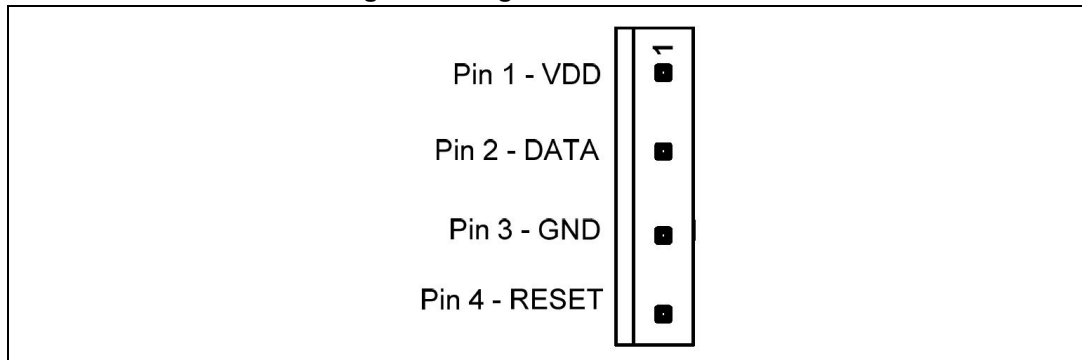 1
Pin 1 - VDD
Pin 2 - DATA
Pin 3 - GND
Pin 4 - RESET